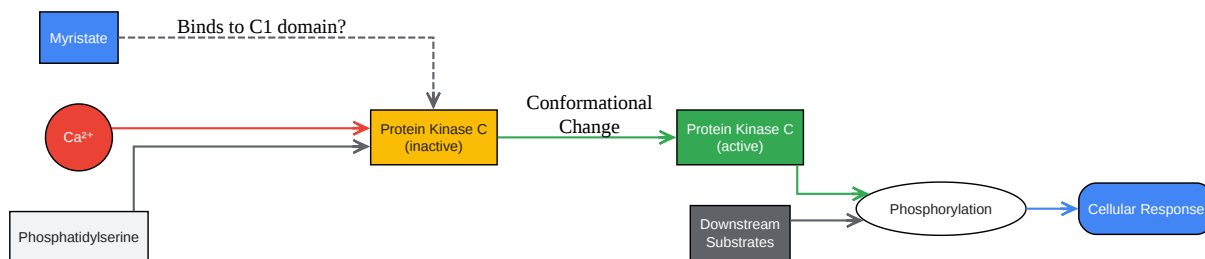 Myristate
Binds to C1 domain?
Ca²⁺
Protein Kinase C
(inactive)
Conformational
Change
Protein Kinase C
(active)
Phosphatidylserine
Downstream
Substrates
Phosphorylation
Cellular Response